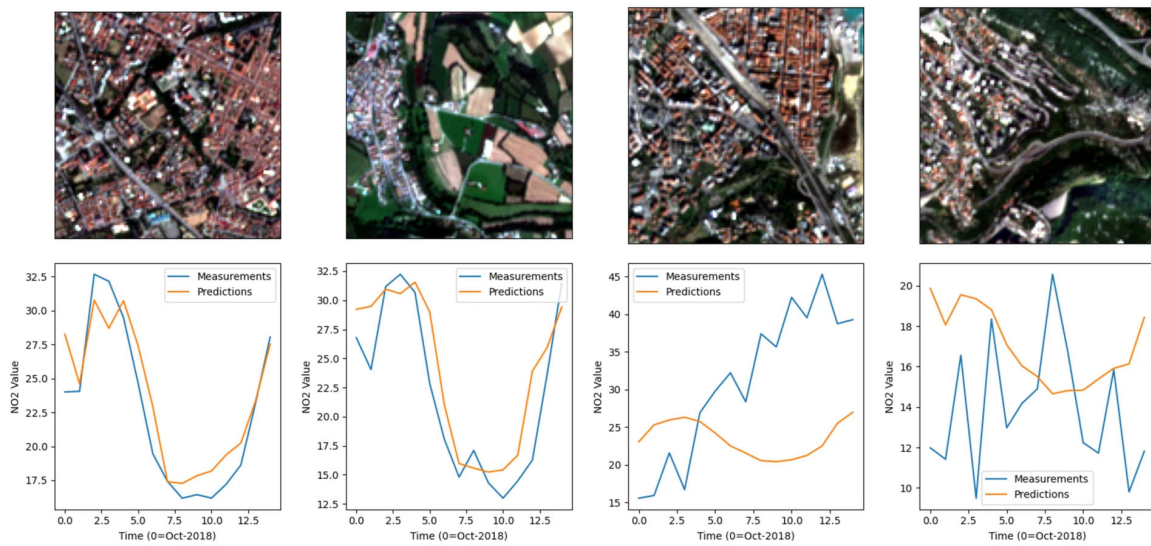 32.5
30.0
27.5
25.0
22.5
20.0
17.5
NO2 Value
Measurements
Predictions
0.0 2.5 5.0 7.5 10.0 12.5
Time (0=Oct-2018)
32.5
30.0
27.5
25.0
22.5
20.0
17.5
15.0
12.5
NO2 Value
Measurements
Predictions
0.0 2.5 5.0 7.5 10.0 12.5
Time (0=Oct-2018)
45
40
35
30
25
20
15
NO2 Value
Measurements
Predictions
0.0 2.5 5.0 7.5 10.0 12.5
Time (0=Oct-2018)
20
18
16
14
12
10
NO2 Value
Measurements
Predictions
0.0 2.5 5.0 7.5 10.0 12.5
Time (0=Oct-2018)